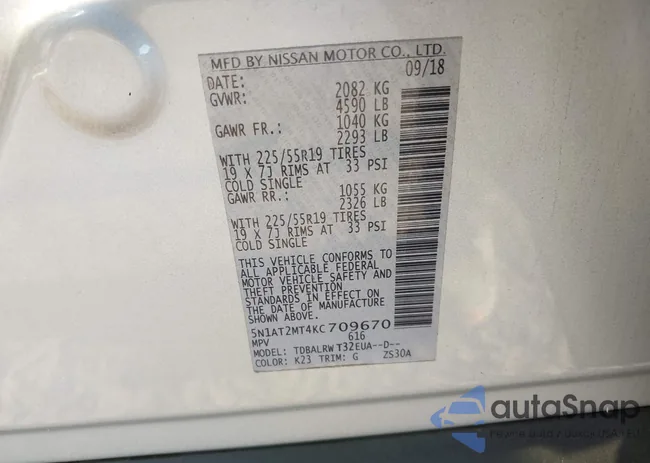 MFD BY NISSAN MOTOR CO., LTD.
DATE: 09/18
GVWR: 2082 KG
4590 LB
GAWR FR.: 1040 KG
2293 LB
WITH 225/55R19 TIRES
19 X 7J RIMS AT 33 PSI
COLD SINGLE
GAWR RR.: 1055 KG
2326 LB
WITH 225/55R19 TIRES
19 X 7J RIMS AT 33 PSI
COLD SINGLE
THIS VEHICLE CONFORMS TO
ALL APPLICABLE FEDERAL
MOTOR VEHICLE SAFETY AND
THEFT PREVENTION
STANDARDS IN EFFECT ON
THE DATE OF MANUFACTURE
SHOWN ABOVE.
5N1AT2MT4KC709670
MPV 616
MODEL: TDBALRW T32EUA--D--
COLOR: K23 TRIM: G ZS30A
autoSnap